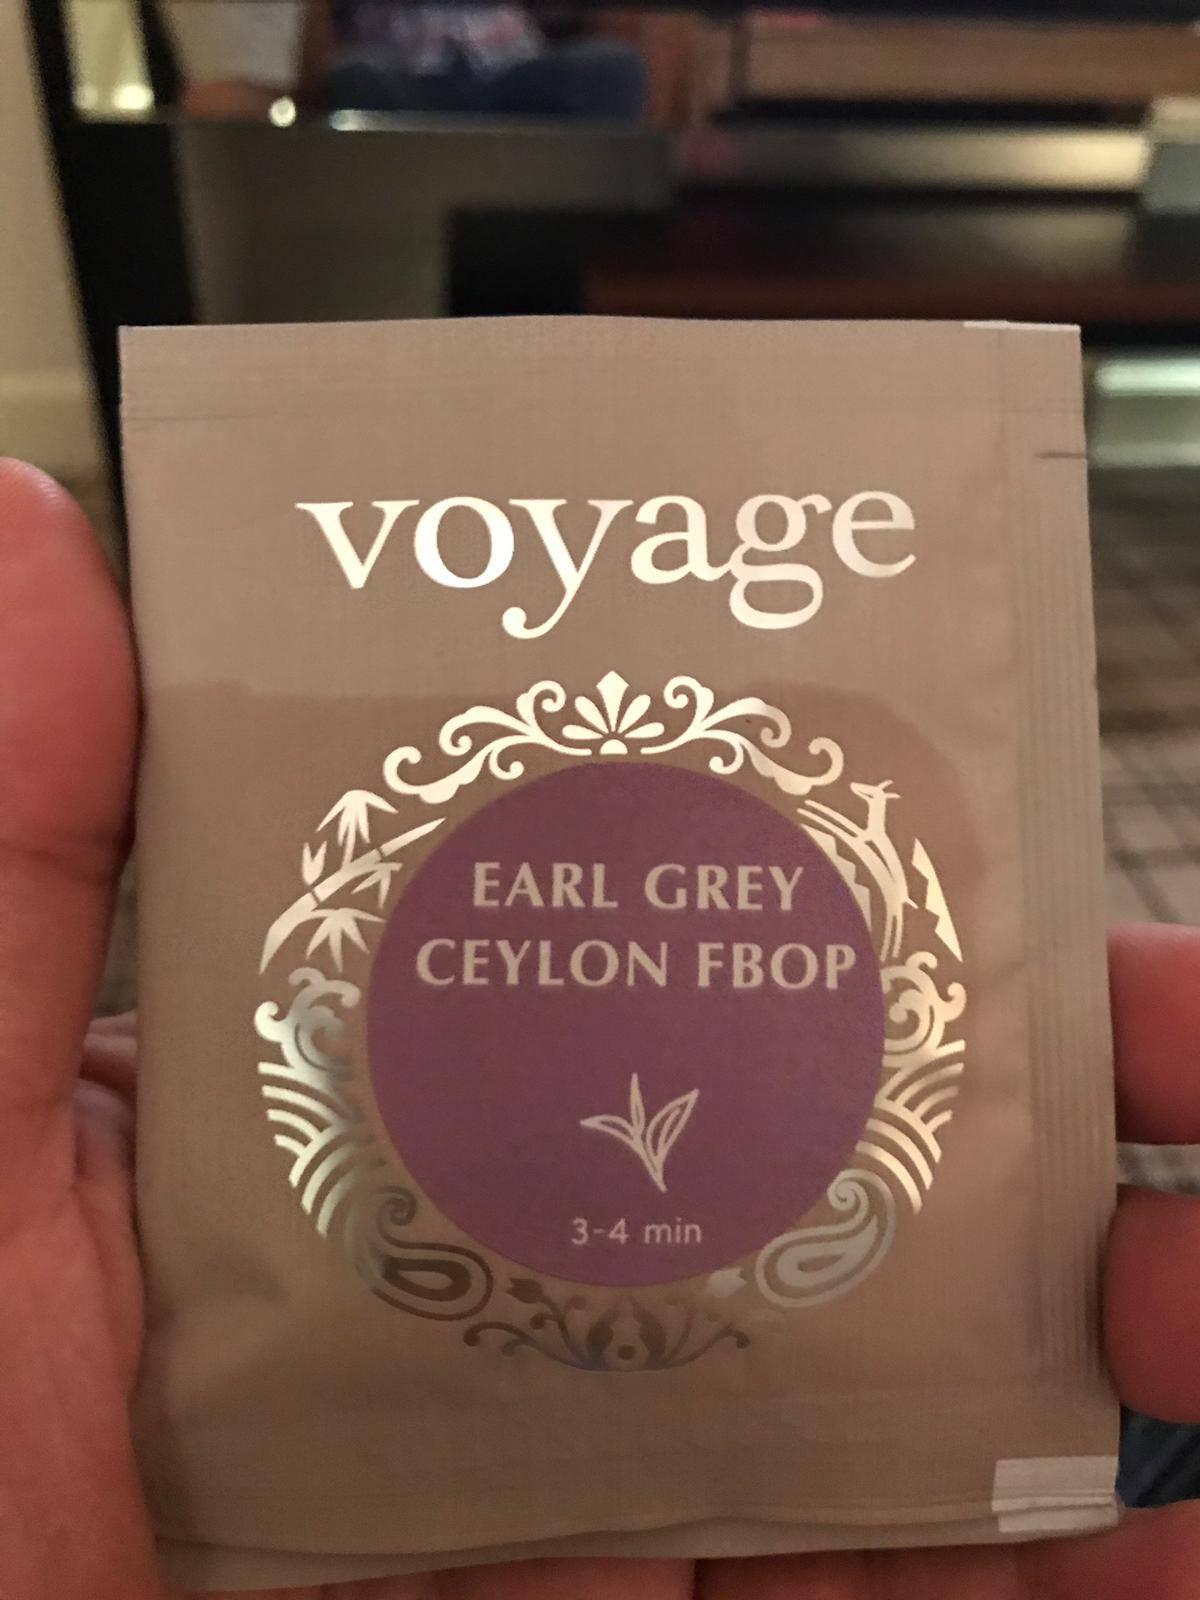 voyage
EARL GREY
CEYLON FBOP
3-4 min